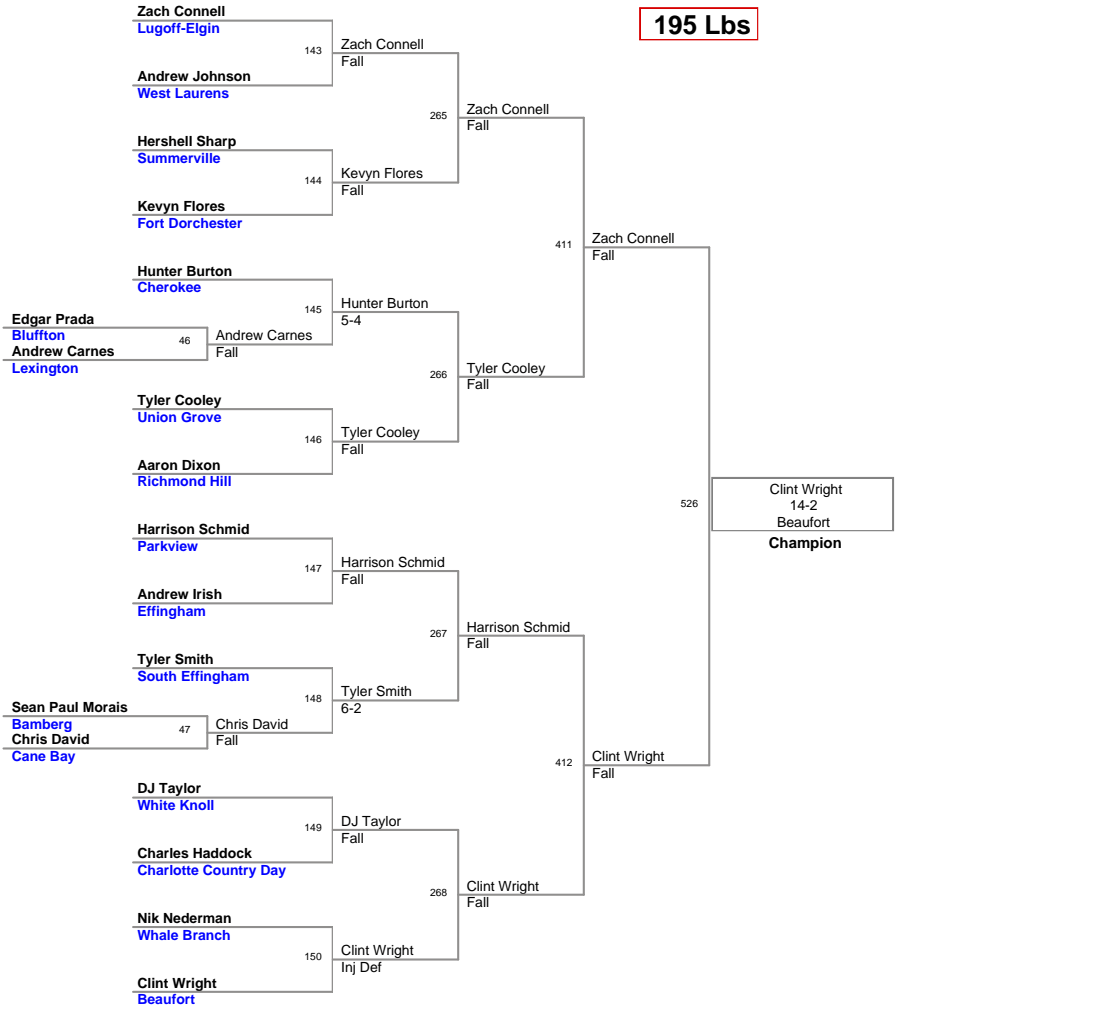 195 Lbs
Zach Connell
Lugoff-Elgin
143
Zach Connell
Fall
Andrew Johnson
West Laurens
265
Zach Connell
Fall
Hershell Sharp
Summerville
144
Kevyn Flores
Fall
Kevyn Flores
Fort Dorchester
411
Zach Connell
Fall
Hunter Burton
Cherokee
145
Hunter Burton
5-4
Edgar Prada
Bluffton
46
Andrew Carnes
Fall
Andrew Carnes
Lexington
266
Tyler Cooley
Fall
Tyler Cooley
Union Grove
146
Tyler Cooley
Fall
Aaron Dixon
Richmond Hill
526
Clint Wright
14-2
Beaufort
Champion
Harrison Schmid
Parkview
147
Harrison Schmid
Fall
Andrew Irish
Effingham
267
Harrison Schmid
Fall
Tyler Smith
South Effingham
148
Tyler Smith
6-2
Sean Paul Morais
Bamberg
47
Chris David
Fall
Chris David
Cane Bay
412
Clint Wright
Fall
DJ Taylor
White Knoll
149
DJ Taylor
Fall
Charles Haddock
Charlotte Country Day
268
Clint Wright
Fall
Nik Nederman
Whale Branch
150
Clint Wright
Inj Def
Clint Wright
Beaufort